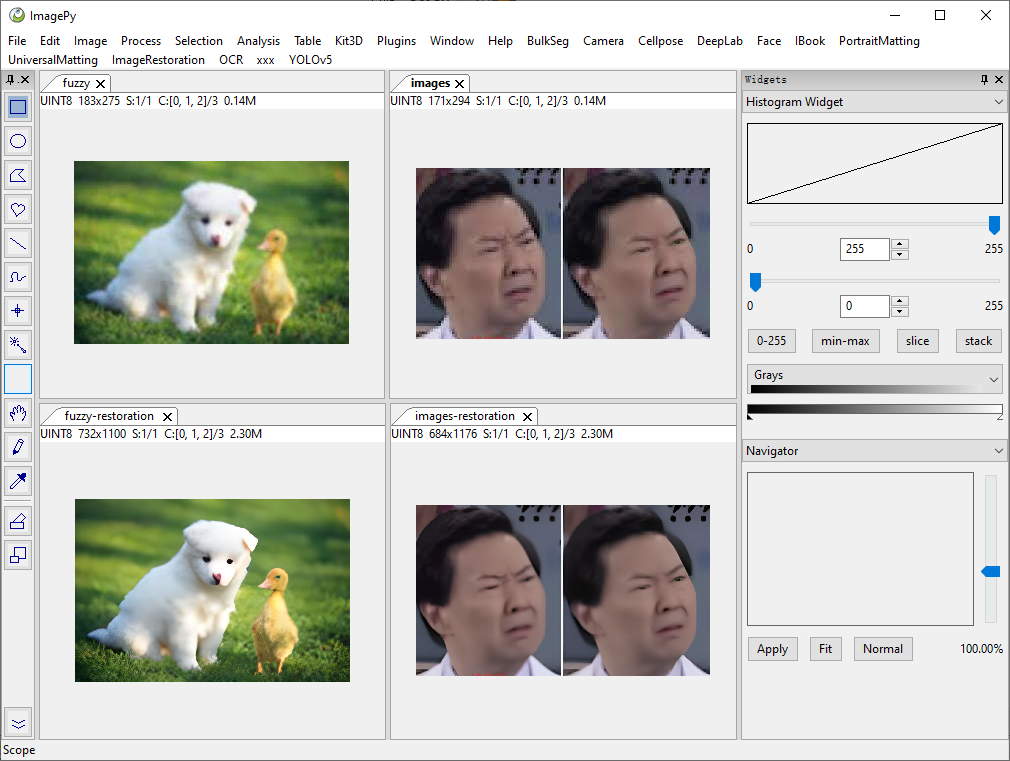 ImagePy
File Edit Image Process Selection Analysis Table Kit3D Plugins Window Help BulkSeg Camera Cellpose DeepLab Face IBook PortraitMatting
UniversalMatting ImageRestoration OCR xxx YOLOv5
fuzzy
UINT8 183x275 S:1/1 C:[0, 1, 2]/3 0.14M
images
UINT8 171x294 S:1/1 C:[0, 1, 2]/3 0.14M
???
???
fuzzy-restoration
UINT8 732x1100 S:1/1 C:[0, 1, 2]/3 2.30M
images-restoration
UINT8 684x1176 S:1/1 C:[0, 1, 2]/3 2.30M
???
???
Widgets
Histogram Widget
0 255 255
0 0 255
0-255 min-max slice stack
Grays
Navigator
Apply Fit Normal 100.00%
Scope